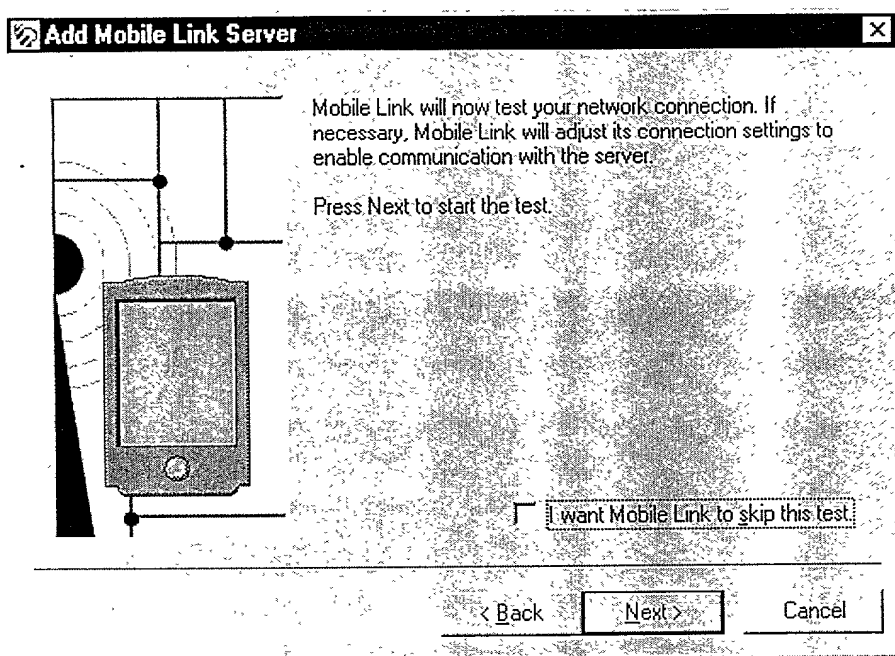 Add Mobile Link Server
Mobile Link will now test your network connection. If
necessary, Mobile Link will adjust its connection settings to
enable communication with the server.
Press Next to start the test.
I want Mobile Link to skip this test.
< Back
Next >
Cancel